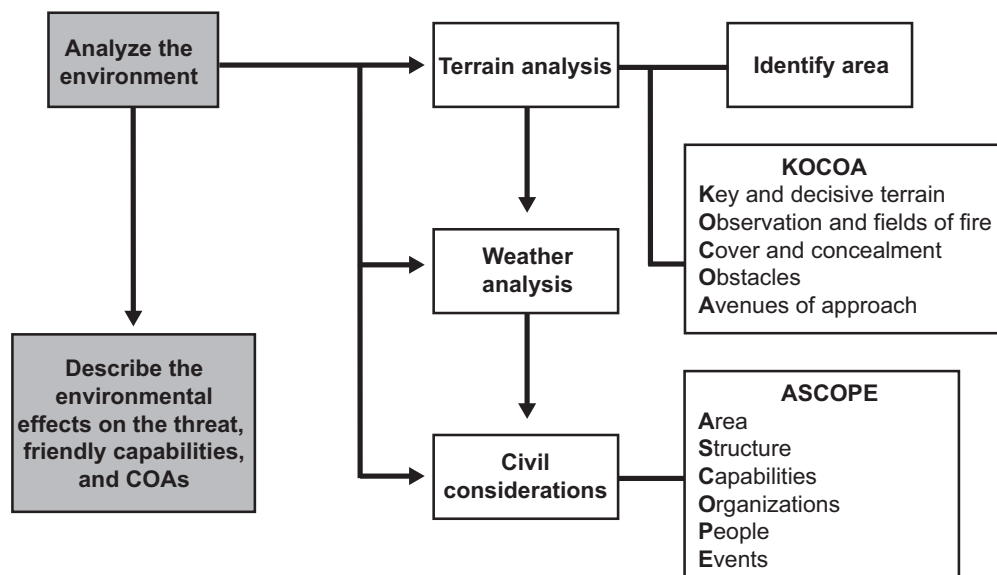 Analyze the
environment
Terrain analysis
Identify area
KOCOA
Key and decisive terrain
Observation and fields of fire
Cover and concealment
Obstacles
Avenues of approach
Weather
analysis
Describe the
environmental
effects on the threat,
friendly capabilities,
and COAs
Civil
considerations
ASCOPE
Area
Structure
Capabilities
Organizations
People
Events